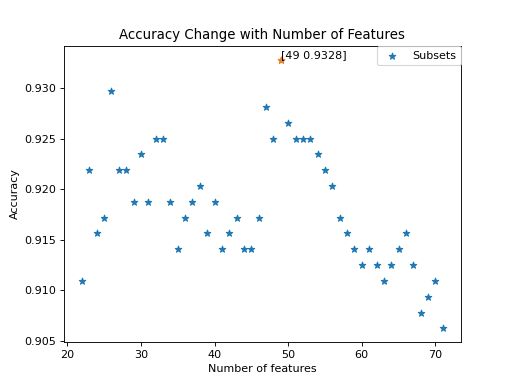 Accuracy Change with Number of Features
[49 0.9328]
Subsets
0.930
0.925
0.920
0.915
0.910
0.905
Accuracy
20 30 40 50 60 70
Number of features